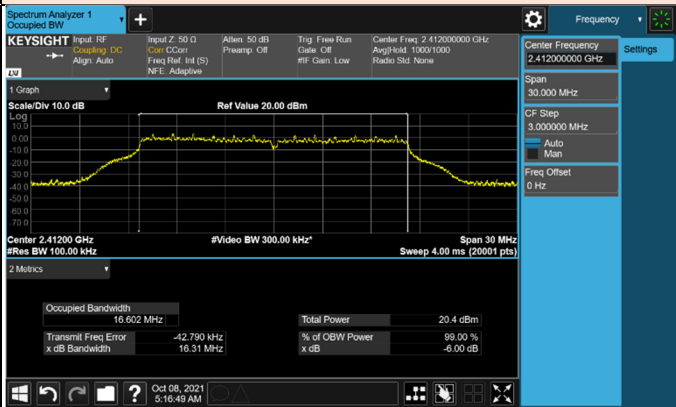 Spectrum Analyzer 1
Occupied BW
Frequency
KEYSIGHT
Input: RF
Coupling: DC
Align: Auto
Input Z: 50 Ω
Corr CCorr
Freq Ref: Int (S)
NFE: Adaptive
Atten: 50 dB
Preamp: Off
Trig: Free Run
Gate: Off
#IF Gain: Low
Center Freq: 2.412000000 GHz
Avg|Hold: 1000/1000
Radio Std: None
LXI
Center Frequency
2.412000000 GHz
Settings
Span
30.000 MHz
CF Step
3.000000 MHz
Auto
Man
Freq Offset
0 Hz
1 Graph
Scale/Div 10.0 dB
Ref Value 20.00 dBm
Log
10.0
0.00
-10.0
-20.0
-30.0
-40.0
-50.0
-60.0
-70.0
Center 2.41200 GHz
#Video BW 300.00 kHz*
Span 30 MHz
#Res BW 100.00 kHz
Sweep 4.00 ms (20001 pts)
2 Metrics
Occupied Bandwidth
16.602 MHz
Total Power 20.4 dBm
Transmit Freq Error -42.790 kHz
% of OBW Power 99.00 %
x dB Bandwidth 16.31 MHz
x dB -6.00 dB
Oct 08, 2021
5:16:49 AM